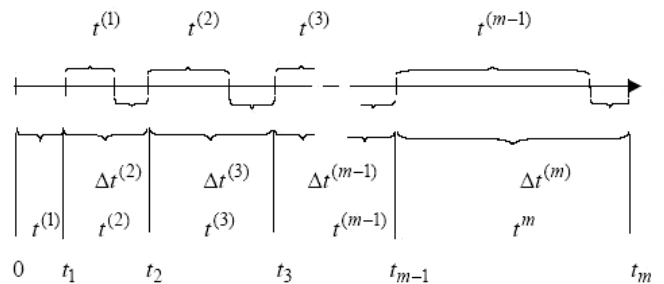 t^(1) t^(2) t^(3) t^(m−1)
Δt^(2) Δt^(3) Δt^(m−1) Δt^(m)
t^(1) t^(2) t^(3) t^(m−1) t^m
0 t_1 t_2 t_3 t_{m−1} t_m